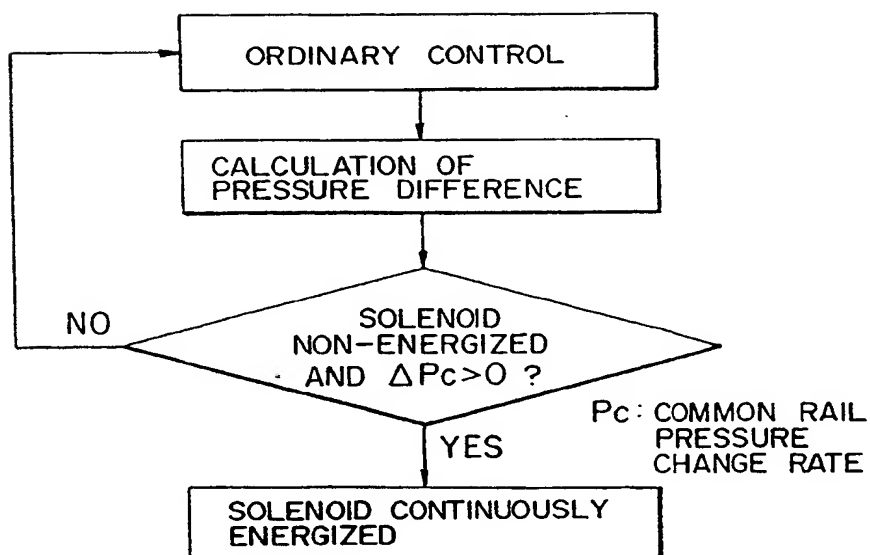 ORDINARY CONTROL
CALCULATION OF
PRESSURE DIFFERENCE
SOLENOID
NON-ENERGIZED
AND ΔPc>0 ?
NO
YES
Pc: COMMON RAIL
PRESSURE
CHANGE RATE
SOLENOID CONTINUOUSLY
ENERGIZED